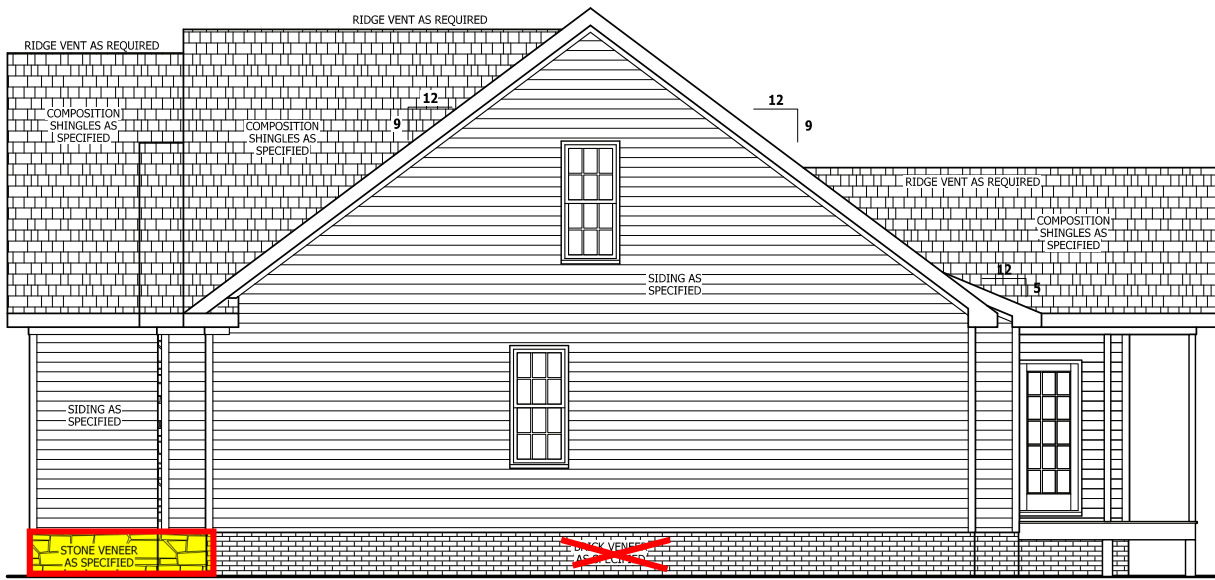 RIDGE VENT AS REQUIRED
RIDGE VENT AS REQUIRED
COMPOSITION
SHINGLES AS
SPECIFIED
COMPOSITION
SHINGLES AS
SPECIFIED
12
9
12
9
RIDGE VENT AS REQUIRED
COMPOSITION
SHINGLES AS
SPECIFIED
12
5
SIDING AS
SPECIFIED
SIDING AS
SPECIFIED
STONE VENEER
AS SPECIFIED
BRICK VENEER
AS SPECIFIED